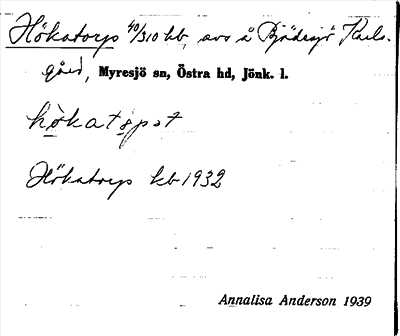 Hökatorp 40/310 kb, avs å Bjädesjö Karls-
gård, Myresjö sn, Östra hd, Jönk. l.
hòkatɷpət
Hökatorp kb 1932
Annalisa Anderson 1939